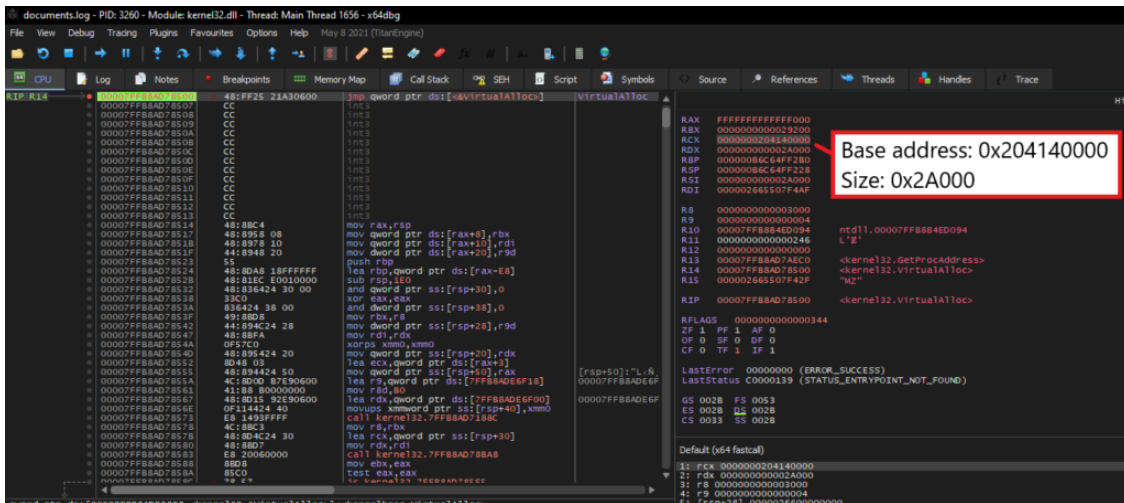 documents.log - PID: 3260 - Module: kernel32.dll - Thread: Main Thread 1656 - x64dbg
File View Debug Tracing Plugins Favourites Options Help May 8 2021 (TitanEngine)
CPU Log Notes Breakpoints Memory Map Call Stack SEH Script Symbols Source References Threads Handles Trace
RIP R14 00007FFB8AD78500 48:FF25 21A30600 jmp qword ptr ds:[<&VirtualAlloc>] VirtualAlloc
00007FFB8AD78507 CC int3
00007FFB8AD78508 CC int3
00007FFB8AD78509 CC int3
00007FFB8AD7850A CC int3
00007FFB8AD7850B CC int3
00007FFB8AD7850C CC int3
00007FFB8AD7850D CC int3
00007FFB8AD7850E CC int3
00007FFB8AD7850F CC int3
00007FFB8AD78510 CC int3
00007FFB8AD78511 CC int3
00007FFB8AD78512 CC int3
00007FFB8AD78513 CC int3
00007FFB8AD78514 48:8BC4 mov rax,rsp
00007FFB8AD78517 48:8958 08 mov qword ptr ds:[rax+8],rbx
00007FFB8AD7851B 48:8978 10 mov qword ptr ds:[rax+10],rdi
00007FFB8AD7851F 44:8948 20 mov dword ptr ds:[rax+20],r9d
00007FFB8AD78523 55 push rbp
00007FFB8AD78524 48:8DA8 18FFFFFF lea rbp,qword ptr ds:[rax-E8]
00007FFB8AD7852B 48:81EC E0010000 sub rsp,1E0
00007FFB8AD78532 48:836424 30 00 and qword ptr ss:[rsp+30],0
00007FFB8AD78538 33C0 xor eax,eax
00007FFB8AD7853A 836424 38 00 and dword ptr ss:[rsp+38],0
00007FFB8AD7853F 49:8BD8 mov rbx,r8
00007FFB8AD78542 44:894C24 28 mov dword ptr ss:[rsp+28],r9d
00007FFB8AD78547 48:8BFA mov rdi,rdx
00007FFB8AD7854A 0F57C0 xorps xmm0,xmm0
00007FFB8AD7854D 48:895424 20 mov qword ptr ss:[rsp+20],rdx
00007FFB8AD78552 8D48 03 lea ecx,qword ptr ds:[rax+3]
00007FFB8AD78555 48:894424 50 mov qword ptr ss:[rsp+50],rax
00007FFB8AD7855A 4C:8D0D B7E90600 lea r9,qword ptr ds:[7FFB8ADE6F18]
00007FFB8AD78561 41:B8 B0000000 mov r8d,B0
00007FFB8AD78567 48:8D15 92E90600 lea rdx,qword ptr ds:[7FFB8ADE6F00]
00007FFB8AD7856E 0F114424 40 movups xmmword ptr ss:[rsp+40],xmm0
00007FFB8AD78573 E8 1493FFFF call kernel32.7FFB8AD7188C
00007FFB8AD78578 4C:8BC3 mov r8,rbx
00007FFB8AD7857B 48:8D4C24 30 lea rcx,qword ptr ss:[rsp+30]
00007FFB8AD78580 48:8BD7 mov rdx,rdi
00007FFB8AD78583 E8 20060000 call kernel32.7FFB8AD78BA8
00007FFB8AD78588 8BD8 mov ebx,eax
00007FFB8AD7858A 85C0 test eax,eax
RAX FFFFFFFFFFFFF000
RBX 0000000000029200
RCX 0000000204140000
RDX 000000000002A000
RBP 000000B6C64FF2B0
RSP 000000B6C64FF228
RSI 000000000002A000
RDI 000002665507F4AF
Base address: 0x204140000
Size: 0x2A000
R8 0000000000003000
R9 0000000000000004
R10 00007FFB8B4ED094 ntdll.00007FFB8B4ED094
R11 0000000000000246
R12 0000000000000000
R13 00007FFB8AD7AEC0 <kernel32.GetProcAddress>
R14 00007FFB8AD78500 <kernel32.VirtualAlloc>
R15 000002665507F42F "MZ"
RIP 00007FFB8AD78500 <kernel32.VirtualAlloc>
RFLAGS 0000000000000344
ZF 1 PF 1 AF 0
OF 0 SF 0 DF 0
CF 0 TF 1 IF 1
LastError 00000000 (ERROR_SUCCESS)
LastStatus C0000139 (STATUS_ENTRYPOINT_NOT_FOUND)
GS 002B FS 0053
ES 002B DS 002B
CS 0033 SS 002B
Default (x64 fastcall)
1: rcx 0000000204140000
2: rdx 000000000002A000
3: r8 0000000000003000
4: r9 0000000000000004